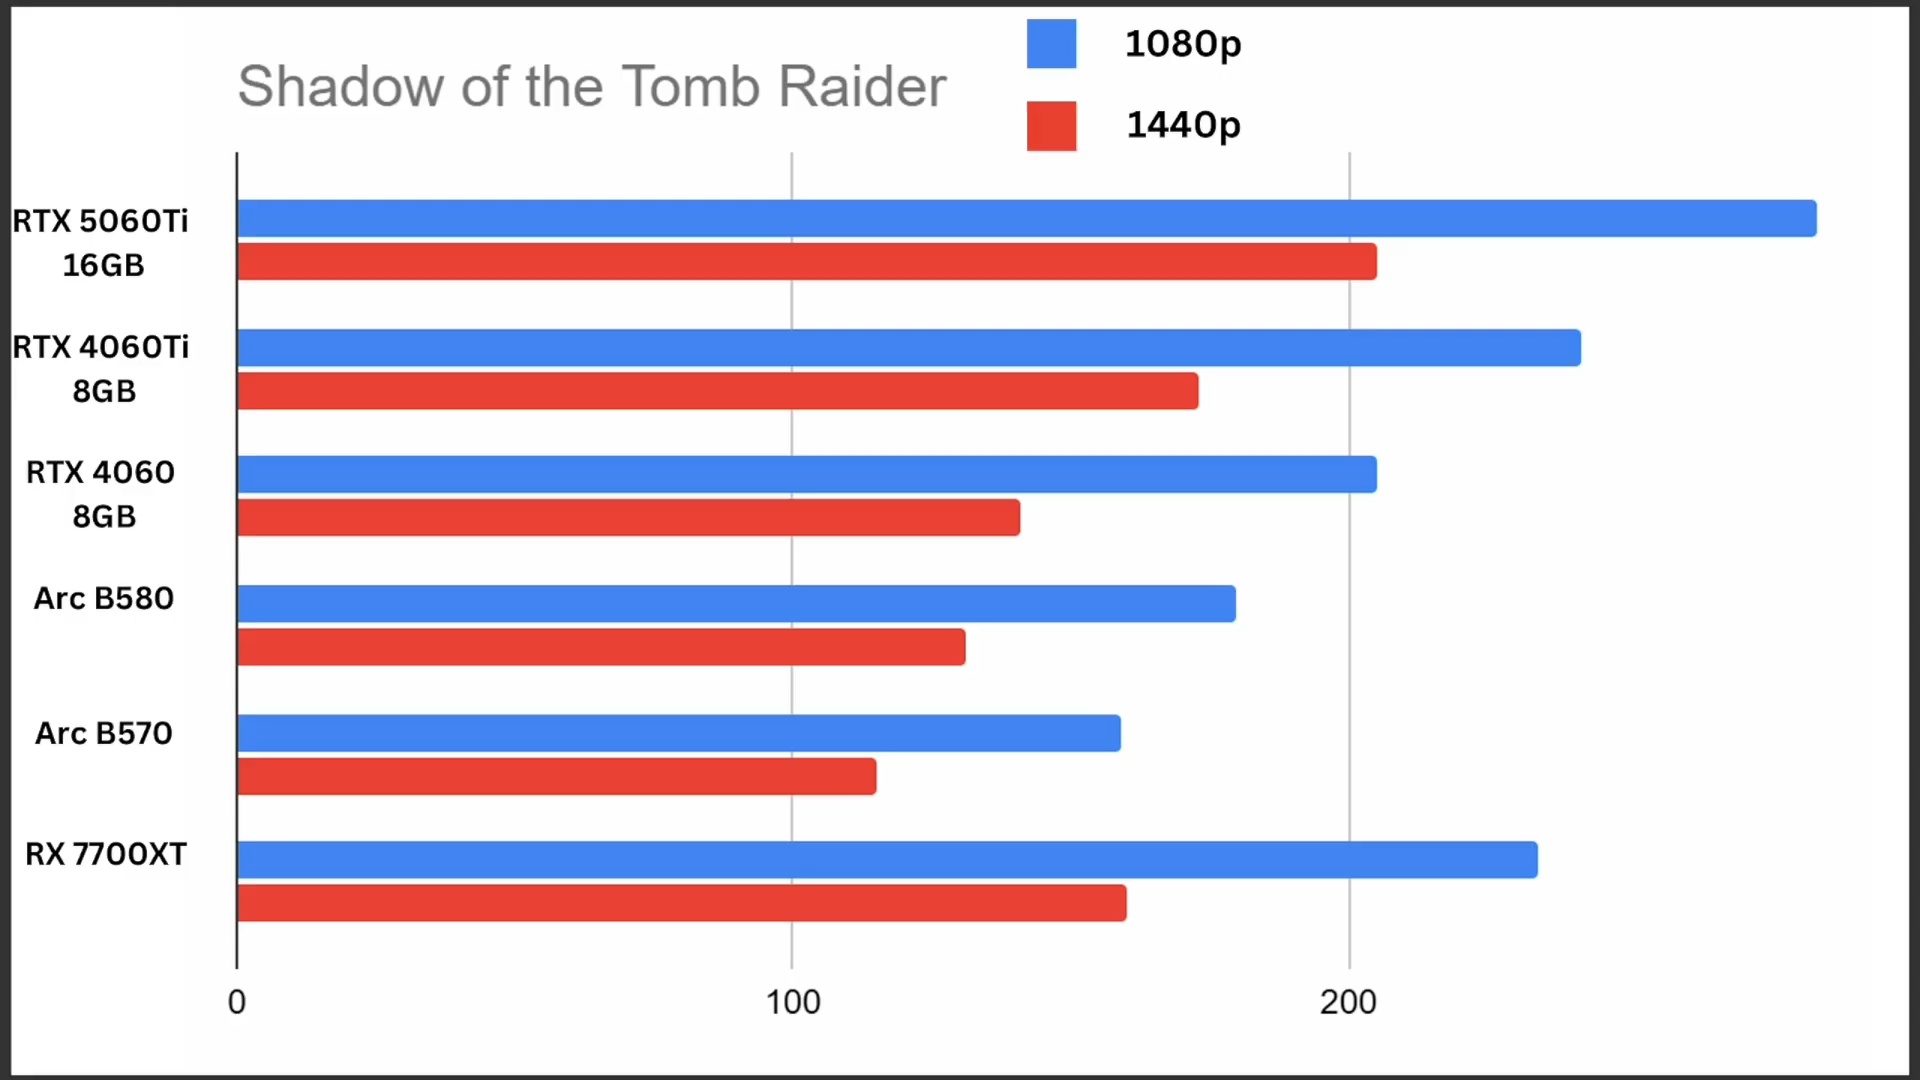 Shadow of the Tomb Raider
1080p
1440p
RTX 5060Ti
16GB
RTX 4060Ti
8GB
RTX 4060
8GB
Arc B580
Arc B570
RX 7700XT
0
100
200